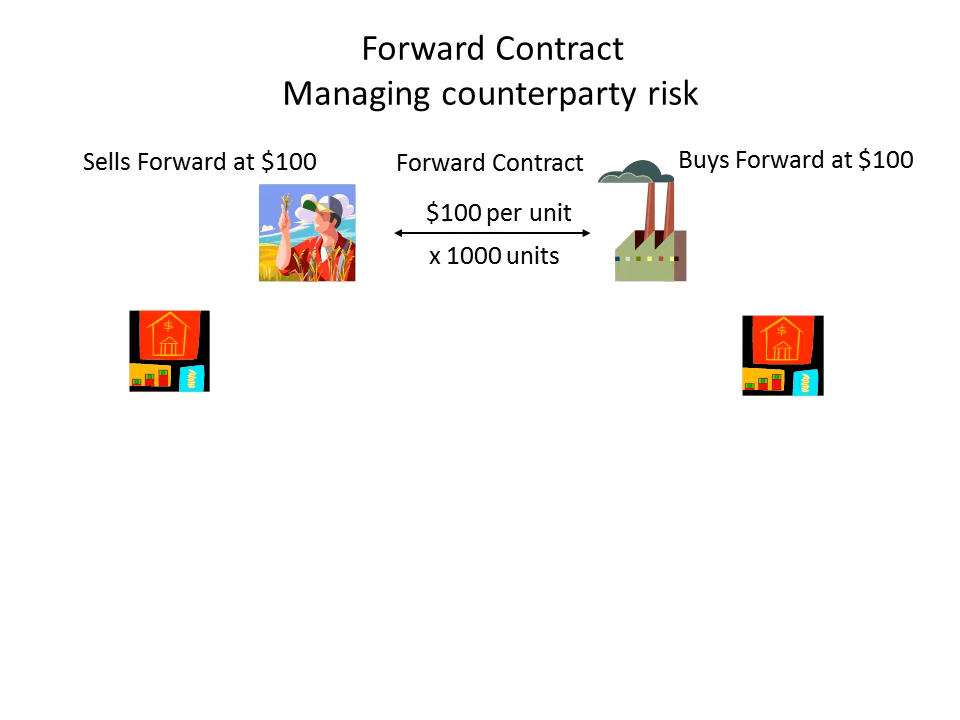 Forward Contract
Managing counterparty risk
Sells Forward at $100
Forward Contract
Buys Forward at $100
$100 per unit
x 1000 units
$
$